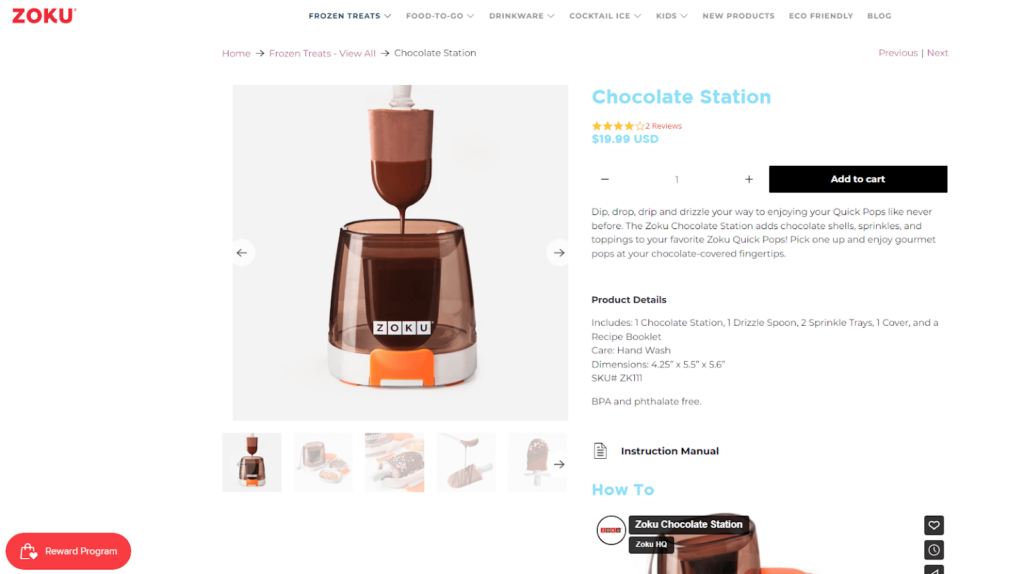 ZOKU
FROZEN TREATS FOOD-TO-GO DRINKWARE COCKTAIL ICE KIDS NEW PRODUCTS ECO FRIENDLY BLOG
Home → Frozen Treats - View All → Chocolate Station
Previous | Next
Chocolate Station
2 Reviews
$19.99 USD
− 1 + Add to cart
Dip, drop, drip and drizzle your way to enjoying your Quick Pops like never
before. The Zoku Chocolate Station adds chocolate shells, sprinkles, and
toppings to your favorite Zoku Quick Pops! Pick one up and enjoy gourmet
pops at your chocolate-covered fingertips.
ZOKU
Product Details
Includes: 1 Chocolate Station, 1 Drizzle Spoon, 2 Sprinkle Trays, 1 Cover, and a
Recipe Booklet
Care: Hand Wash
Dimensions: 4.25” x 5.5” x 5.6”
SKU# ZK111
BPA and phthalate free.
Instruction Manual
How To
ZOKU
Zoku Chocolate Station
Zoku HQ
Reward Program